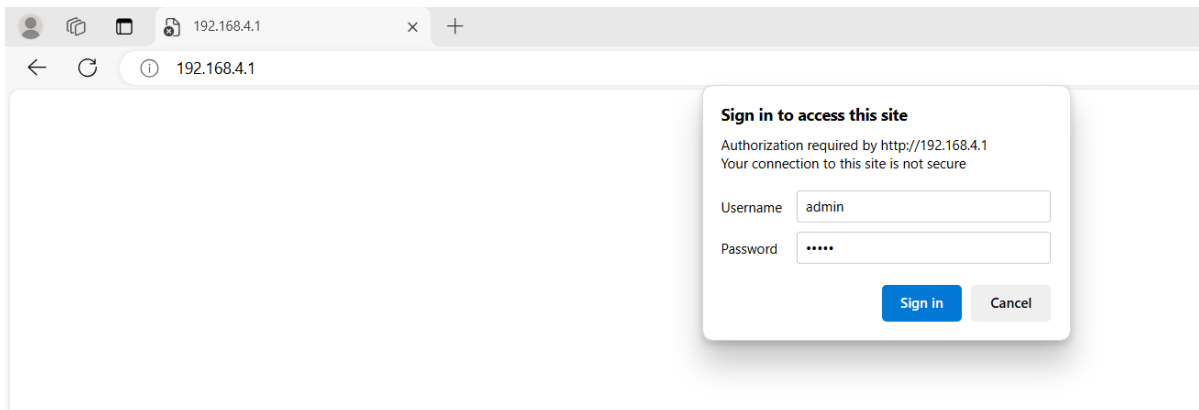 192.168.4.1
192.168.4.1
Sign in to access this site
Authorization required by http://192.168.4.1
Your connection to this site is not secure
Username admin
Password •••••
Sign in Cancel